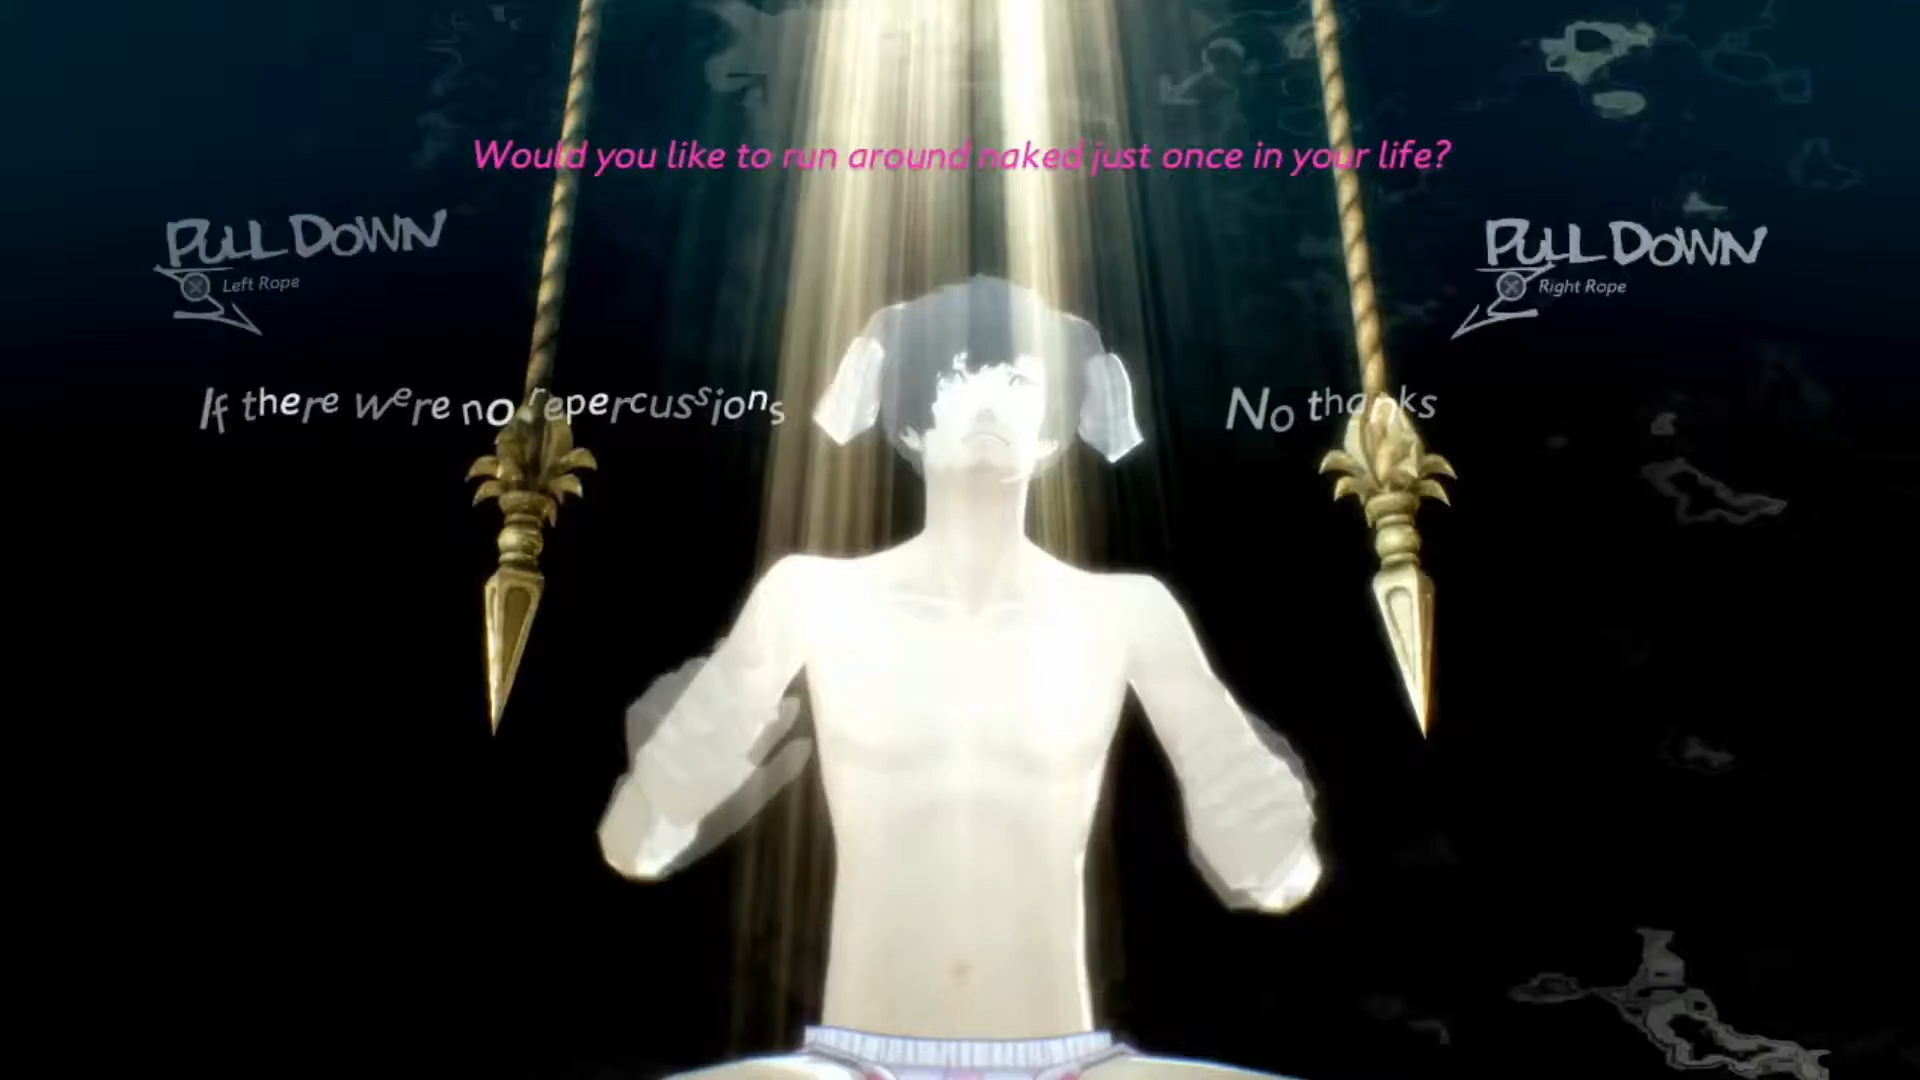 Would you like to run around naked just once in your life?
PULL DOWN
Left Rope
PULL DOWN
Right Rope
If there were no repercussions
No thanks